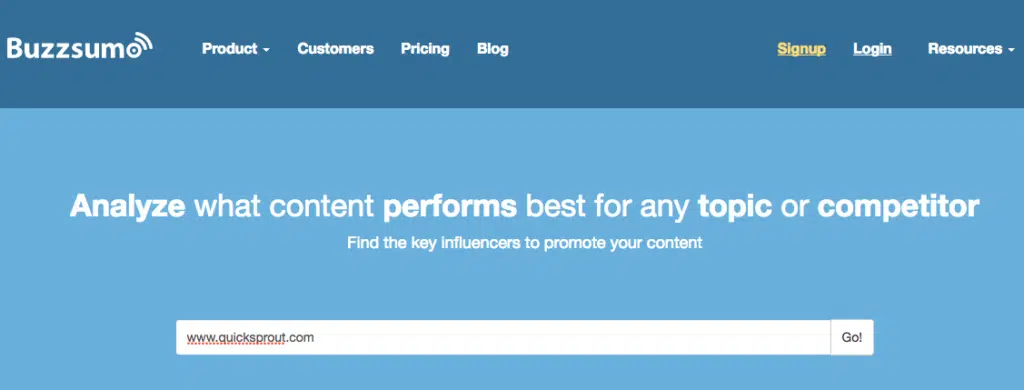 Buzzsumo Product Customers Pricing Blog Signup Login Resources
Analyze what content performs best for any topic or competitor
Find the key influencers to promote your content
www.quicksprout.com Go!